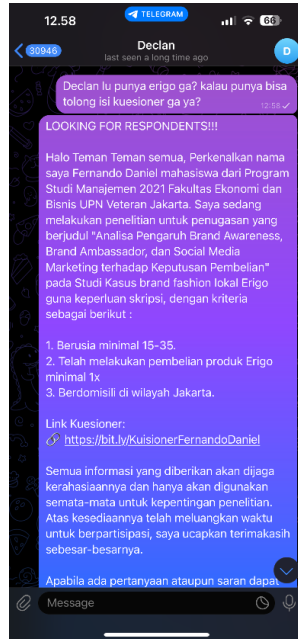 12.58
TELEGRAM
66
30946
Declan
last seen a long time ago
D
Declan lu punya erigo ga? kalau punya bisa
tolong isi kuesioner ga ya?
12.58
LOOKING FOR RESPONDENTS!!!
Halo Teman Teman semua, Perkenalkan nama
saya Fernando Daniel mahasiswa dari Program
Studi Manajemen 2021 Fakultas Ekonomi dan
Bisnis UPN Veteran Jakarta. Saya sedang
melakukan penelitian untuk penugasan yang
berjudul "Analisa Pengaruh Brand Awareness,
Brand Ambassador, dan Social Media
Marketing terhadap Keputusan Pembelian"
pada Studi Kasus brand fashion lokal Erigo
guna keperluan skripsi, dengan kriteria
sebagai berikut :
1. Berusia minimal 15-35.
2. Telah melakukan pembelian produk Erigo
minimal 1x
3. Berdomisili di wilayah Jakarta.
Link Kuesioner:
https://bit.ly/KuisionerFernandoDaniel
Semua informasi yang diberikan akan dijaga
kerahasiaannya dan hanya akan digunakan
semata-mata untuk kepentingan penelitian.
Atas kesediaannya telah meluangkan waktu
untuk berpartisipasi, saya ucapkan terimakasih
sebesar-besarnya.
Apabila ada pertanyaan ataupun saran dapat
Message